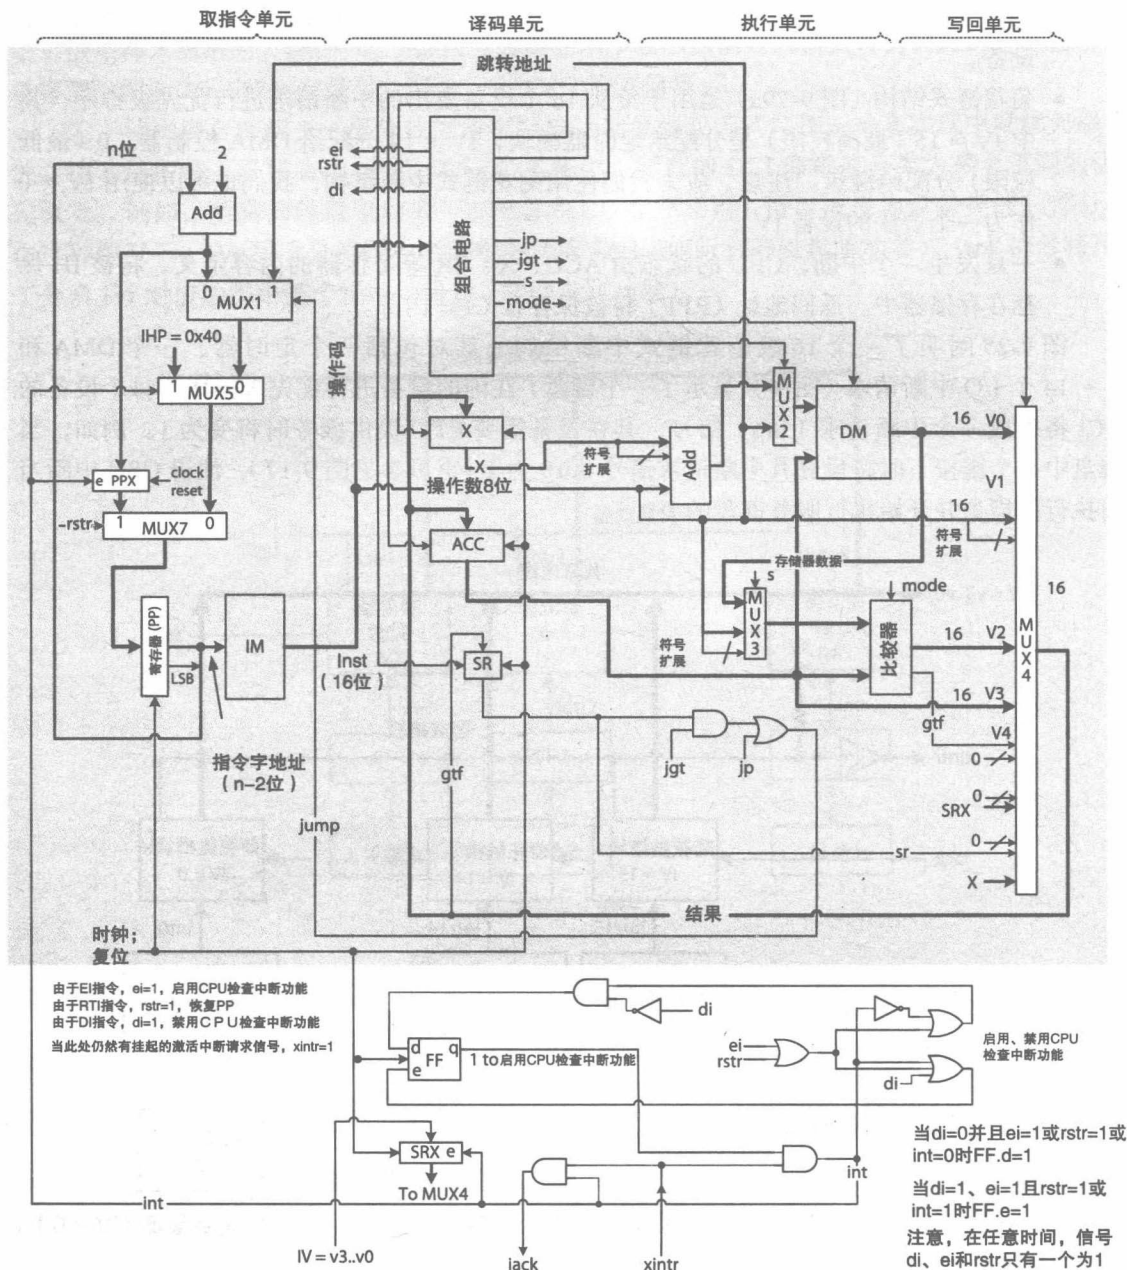 取指令单元
译码单元
执行单元
写回单元
跳转地址
n位
2
ei
rstr
di
Add
组合电路
jp
jgt
s
mode
0
1
MUX1
IHP = 0x40
操作码
1
MUX5
0
X
X
操作数8位
符号
扩展
Add
MUX2
DM
16
V0
V1
16
符号
扩展
e PPX
clock
reset
rstr
1
MUX7
0
ACC
存储器数据
s
mode
MUX3
符号
扩展
比较器
16
V2
16
MUX4
寄存器 (PP)
LSB
IM
Inst
(16位)
SR
16
V3
gtf
V4
0
指令字地址
(n-2位)
gtf
jgt
jp
0
SRX
0
sr
X
jump
结果
时钟;
复位
由于EI指令，ei=1，启用CPU检查中断功能
由于RTI指令，rstr=1，恢复PP
由于DI指令，di=1，禁用CPU检查中断功能
当此处仍然有挂起的激活中断请求信号，xintr=1
di
d
q
FF
e
1 to启用CPU检查中断功能
ei
rstr
di
启用、禁用CPU
检查中断功能
SRX e
To MUX4
int
int
IV = v3..v0
iack
xintr
当di=0并且ei=1或rstr=1或
int=0时FF.d=1
当di=1、ei=1且rstr=1或
int=1时FF.e=1
注意，在任意时间，信号
di、ei和rstr只有一个为1